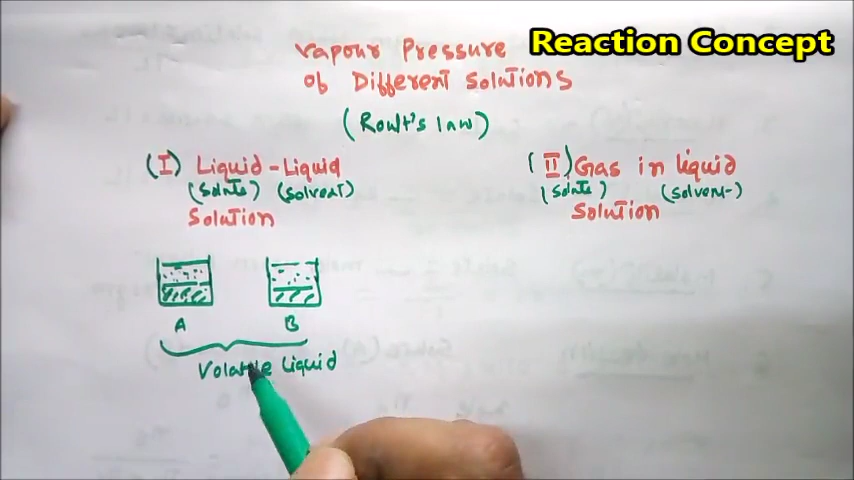 Vapour Pressure
Reaction Concept
of Different Solutions
(Roult's law)
(I) Liquid-Liquid
(Solute) (Solvent)
Solution
(II) Gas in liquid
(Solute) (Solvent)
Solution
A B
Volatile Liquid